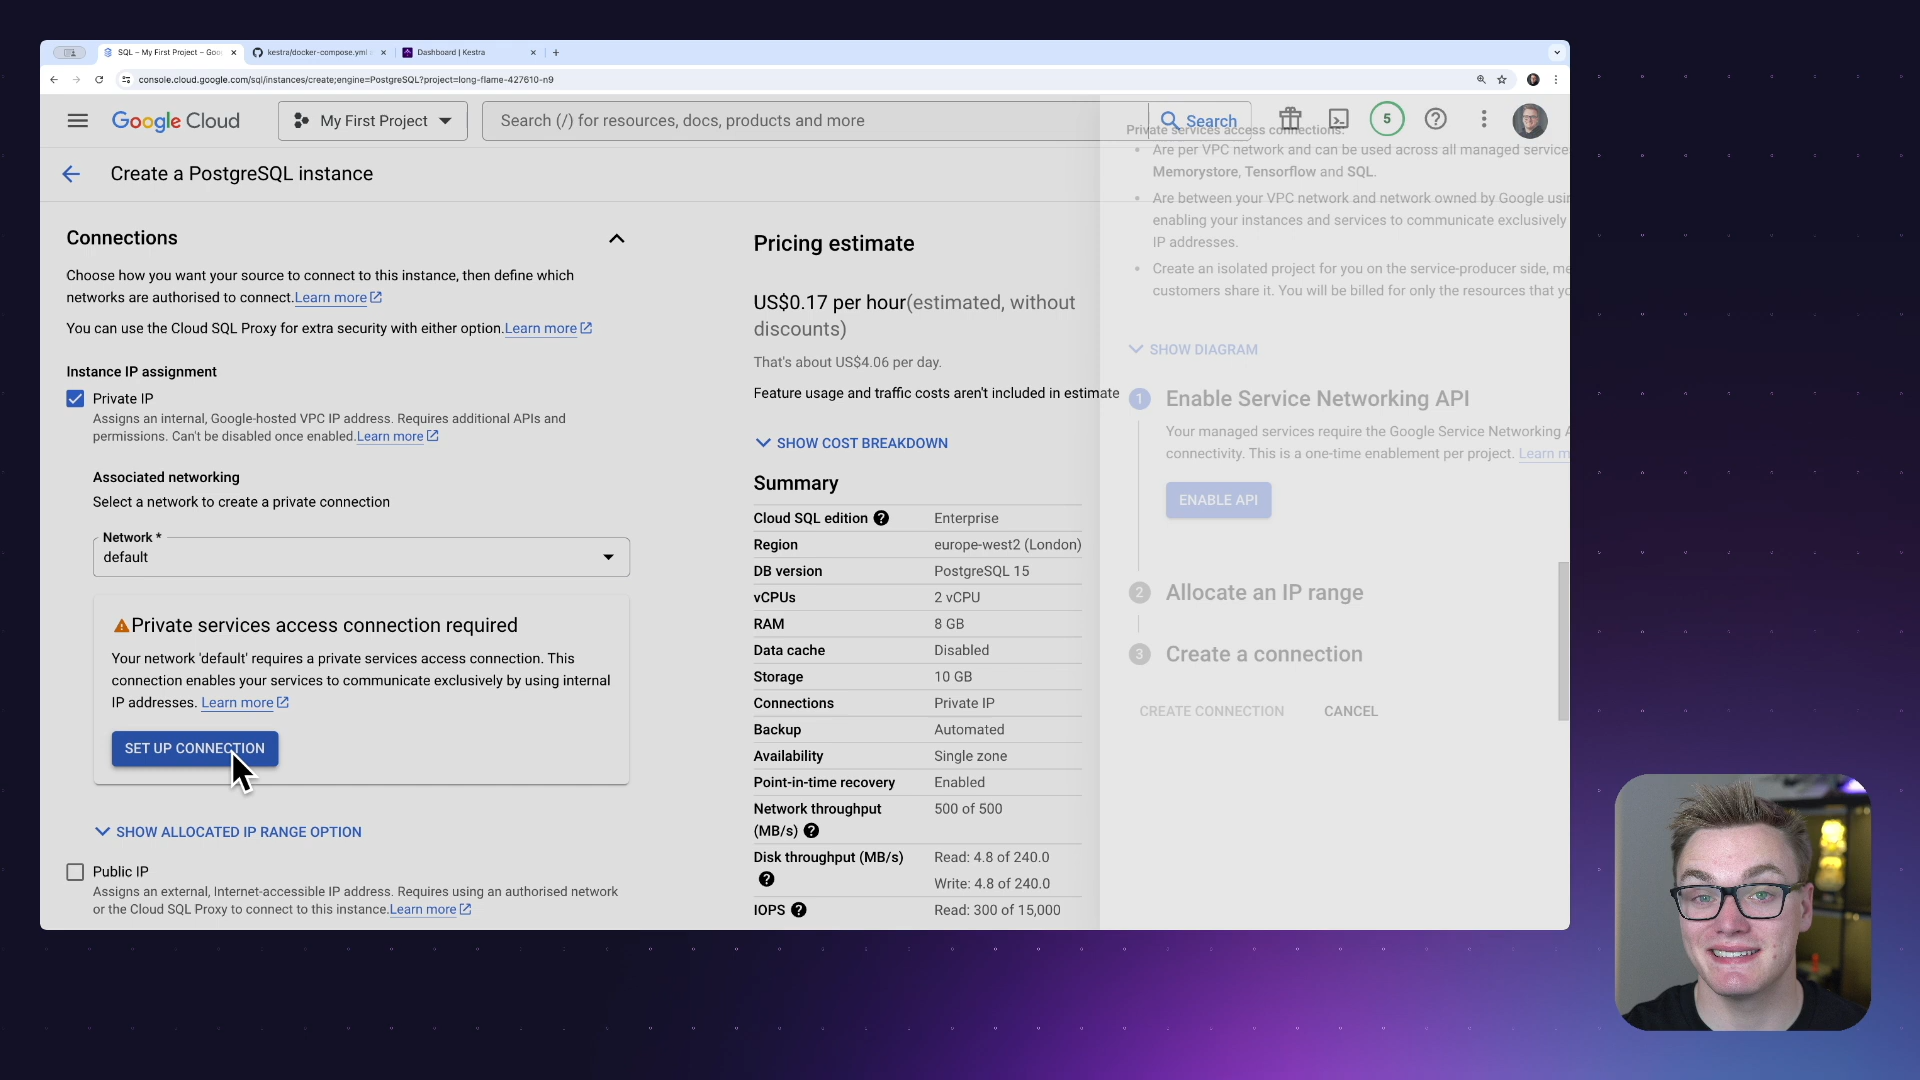 SQL – My First Project – Goo
kestra/docker-compose.yml
Dashboard | Kestra
console.cloud.google.com/sql/instances/create;engine=PostgreSQL?project=long-flame-427610-n9
Google Cloud
My First Project
Search (/) for resources, docs, products and more
Search
5
Create a PostgreSQL instance
Connections
Choose how you want your source to connect to this instance, then define which
networks are authorised to connect.Learn more
You can use the Cloud SQL Proxy for extra security with either option.Learn more
Instance IP assignment
Private IP
Assigns an internal, Google-hosted VPC IP address. Requires additional APIs and
permissions. Can't be disabled once enabled.Learn more
Associated networking
Select a network to create a private connection
Network *
default
Private services access connection required
Your network 'default' requires a private services access connection. This
connection enables your services to communicate exclusively by using internal
IP addresses. Learn more
SET UP CONNECTION
SHOW ALLOCATED IP RANGE OPTION
Public IP
Assigns an external, Internet-accessible IP address. Requires using an authorised network
or the Cloud SQL Proxy to connect to this instance.Learn more
Pricing estimate
US$0.17 per hour(estimated, without
discounts)
That's about US$4.06 per day.
Feature usage and traffic costs aren't included in estimate
SHOW COST BREAKDOWN
Summary
Cloud SQL edition Enterprise
Region europe-west2 (London)
DB version PostgreSQL 15
vCPUs 2 vCPU
RAM 8 GB
Data cache Disabled
Storage 10 GB
Connections Private IP
Backup Automated
Availability Single zone
Point-in-time recovery Enabled
Network throughput 500 of 500
(MB/s)
Disk throughput (MB/s) Read: 4.8 of 240.0
Write: 4.8 of 240.0
IOPS Read: 300 of 15,000
Private services access connections:
Are per VPC network and can be used across all managed service
Memorystore, Tensorflow and SQL.
Are between your VPC network and network owned by Google usin
enabling your instances and services to communicate exclusively
IP addresses.
Create an isolated project for you on the service-producer side, me
customers share it. You will be billed for only the resources that yo
SHOW DIAGRAM
1 Enable Service Networking API
Your managed services require the Google Service Networking A
connectivity. This is a one-time enablement per project. Learn m
ENABLE API
2 Allocate an IP range
3 Create a connection
CREATE CONNECTION CANCEL